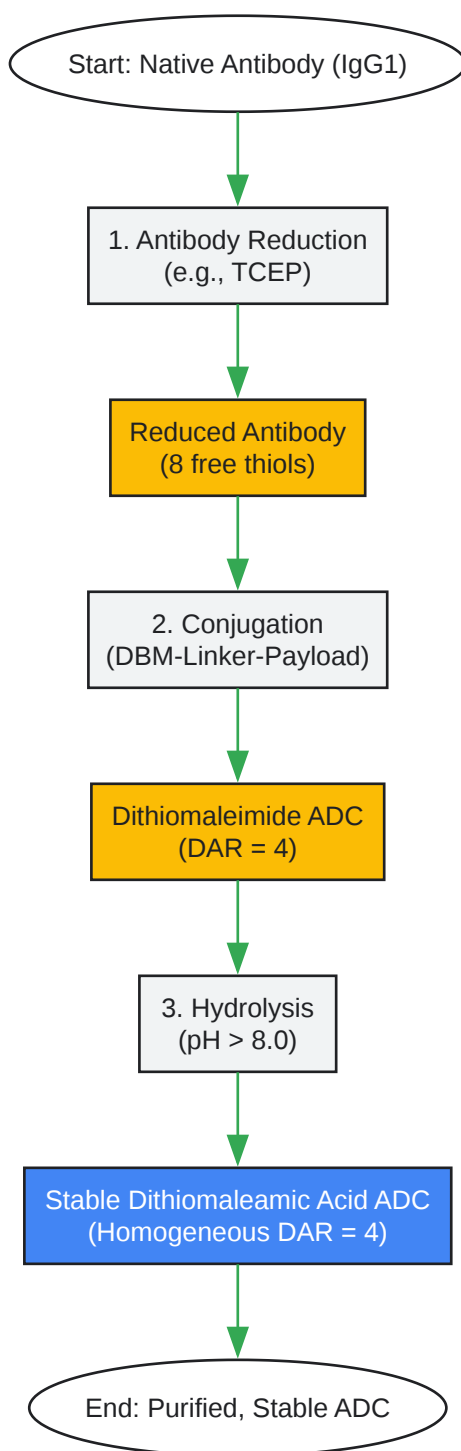 Start: Native Antibody (IgG1)
1. Antibody Reduction
(e.g., TCEP)
Reduced Antibody
(8 free thiols)
2. Conjugation
(DBM-Linker-Payload)
Dithiomaleimide ADC
(DAR = 4)
3. Hydrolysis
(pH > 8.0)
Stable Dithiomaleamic Acid ADC
(Homogeneous DAR = 4)
End: Purified, Stable ADC